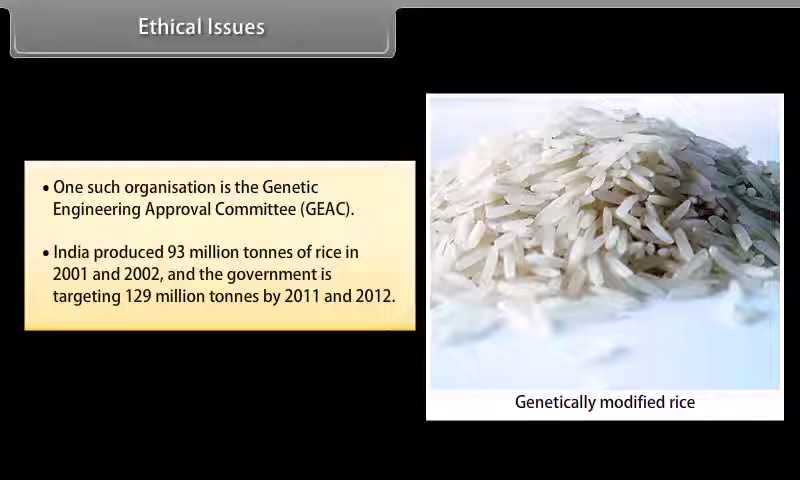 Ethical Issues
• One such organisation is the Genetic
Engineering Approval Committee (GEAC).
• India produced 93 million tonnes of rice in
2001 and 2002, and the government is
targeting 129 million tonnes by 2011 and 2012.
Genetically modified rice